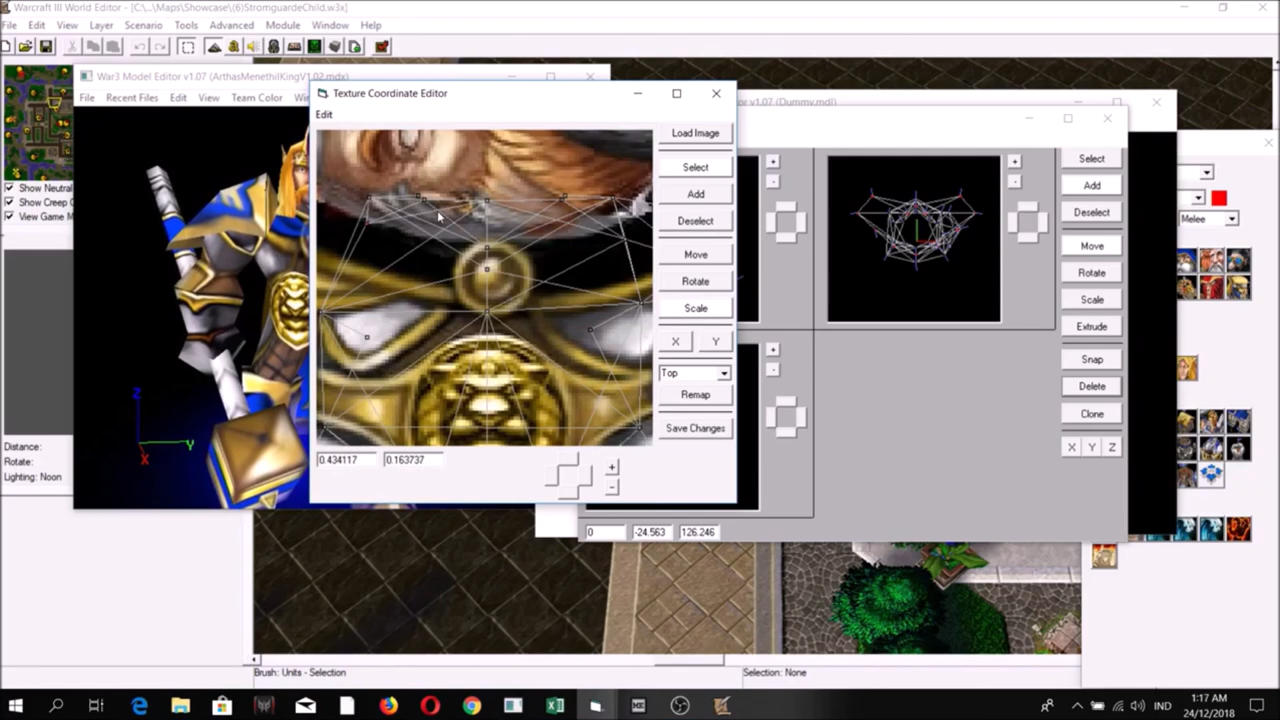 Warcraft III World Editor - [C:\...\Maps\Showcase\(6)StromguardeChild.w3x]
File Edit View Layer Scenario Tools Advanced Module Window Help
War3 Model Editor v1.07 (ArthasMenethilKingV1.02.mdx)
File Recent Files Edit View Team Color
Texture Coordinate Editor
Edit
v1.07 (Dummy.mdl)
Load Image
Select
Add
Deselect
Move
Rotate
Scale
X Y
Top
Remap
Save Changes
0.434117 0.163737
+
-
Select
Add
Deselect
Move
Rotate
Scale
Extrude
Snap
Delete
Clone
X Y Z
0 -24.563 126.246
Show Neutral
Show Creep
View Game
Distance:
Rotate:
Lighting: Noon
Z
Y
X
Melee
Brush: Units - Selection
Selection: None
IND
1:17 AM
24/12/2018